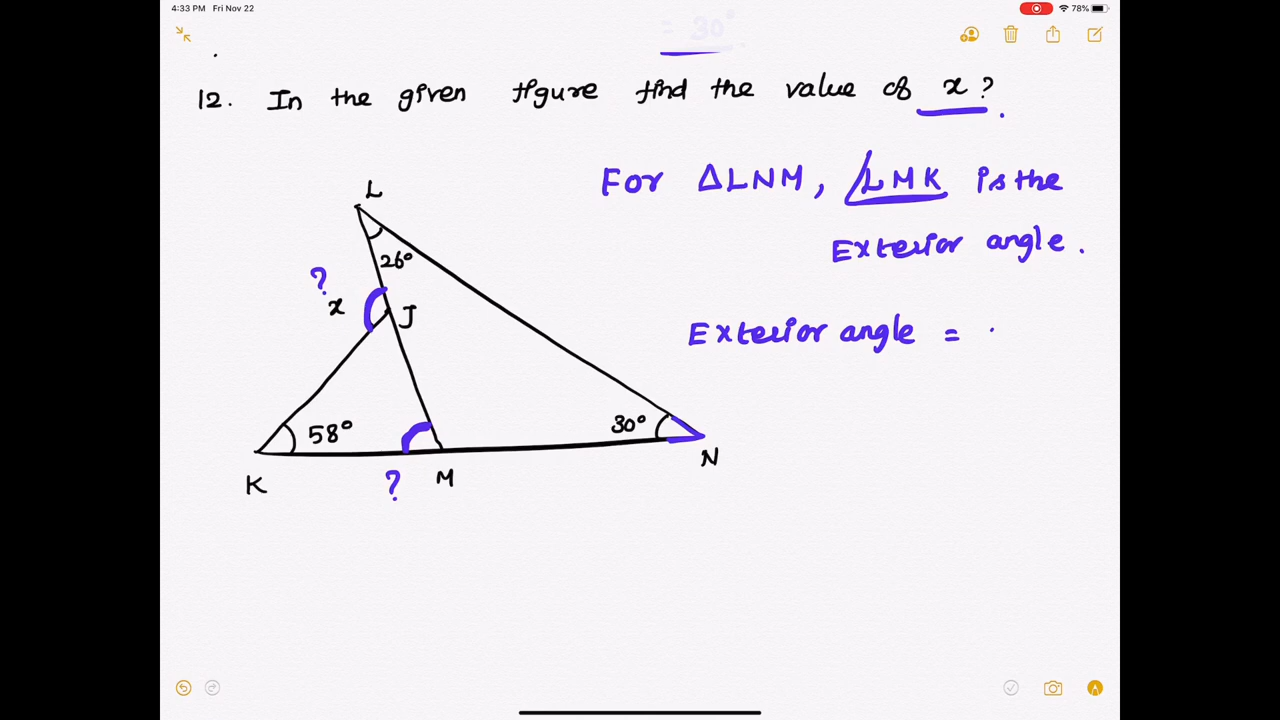 4:33 PM Fri Nov 22
78%
= 30°
12. In the given figure find the value of x?
For ΔLNM, ∠LMK is the
Exterior angle.
Exterior angle =
L
26°
?
x
J
58°
30°
K
?
M
N